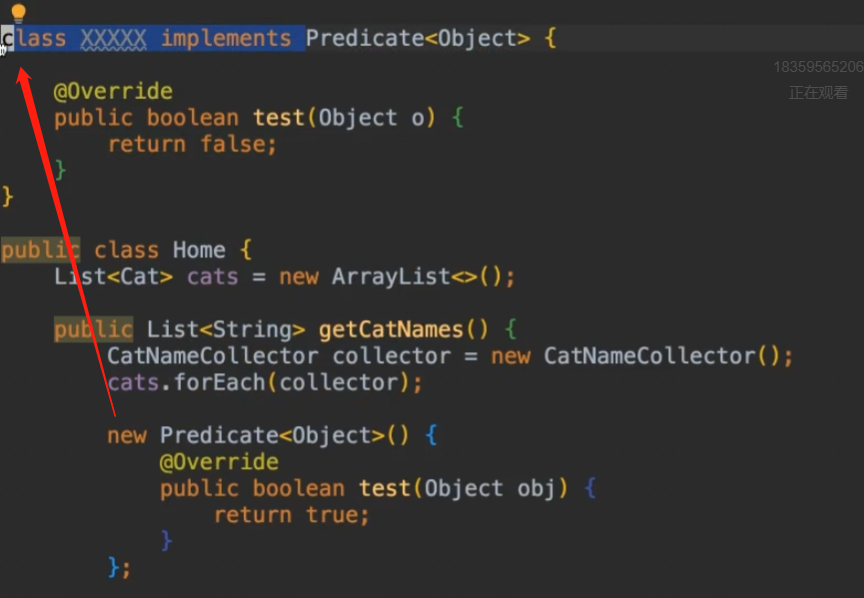 class XXXXX implements Predicate<Object> {
18359565206
正在观看
@Override
public boolean test(Object o) {
return false;
}
}
public class Home {
List<Cat> cats = new ArrayList<>();
public List<String> getCatNames() {
CatNameCollector collector = new CatNameCollector();
cats.forEach(collector);
new Predicate<Object>() {
@Override
public boolean test(Object obj) {
return true;
}
};